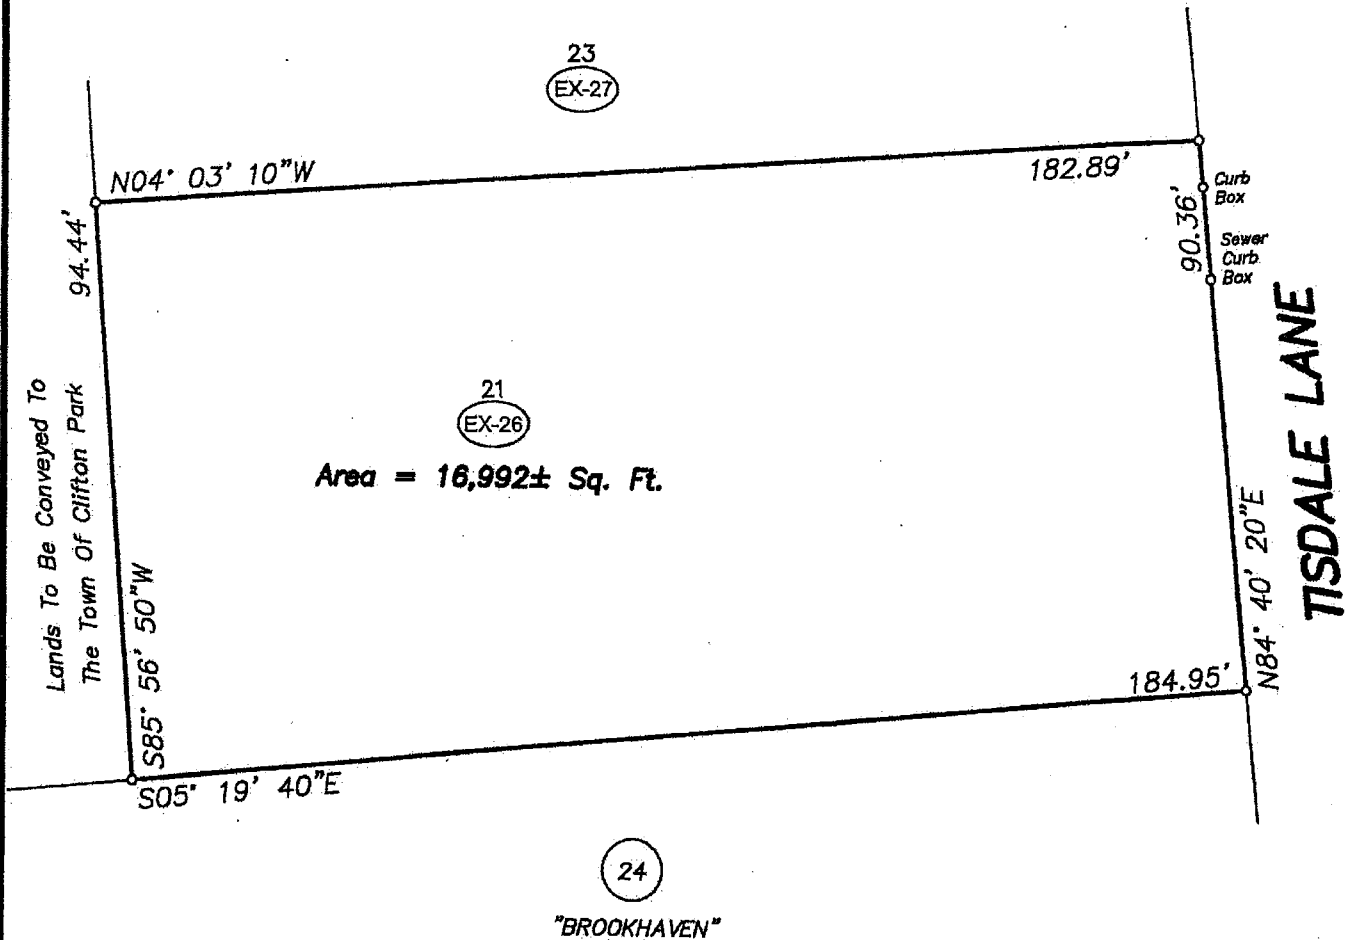 23
EX-27
N04° 03' 10"W
182.89'
94.44'
90.36'
Curb
Box
Sewer
Curb
Box
TISDALE LANE
21
EX-26
Area = 16,992± Sq. Ft.
Lands To Be Conveyed To
The Town Of Clifton Park
S85° 56' 50"W
N84° 40' 20"E
184.95'
S05° 19' 40"E
24
"BROOKHAVEN"